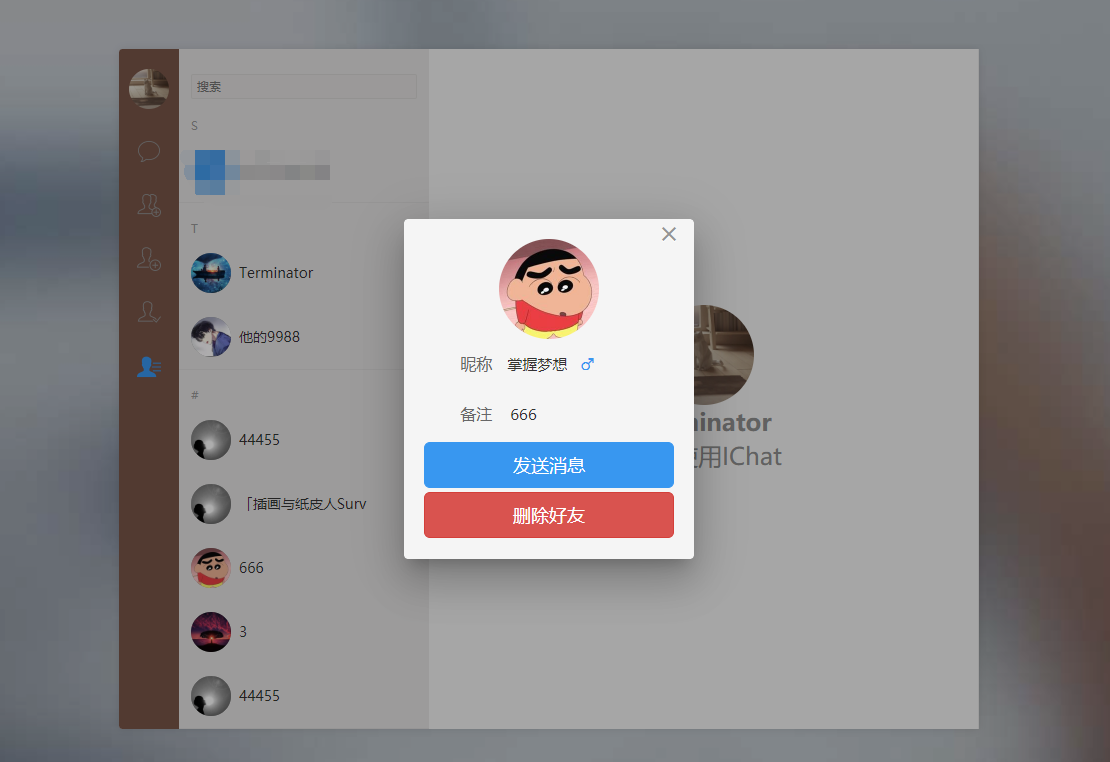 搜索
S
T
Terminator
他的9988
#
44455
「插画与纸皮人Surv
666
3
44455
昵称 掌握梦想 ♂
备注 666
发送消息
删除好友
minator
使用IChat